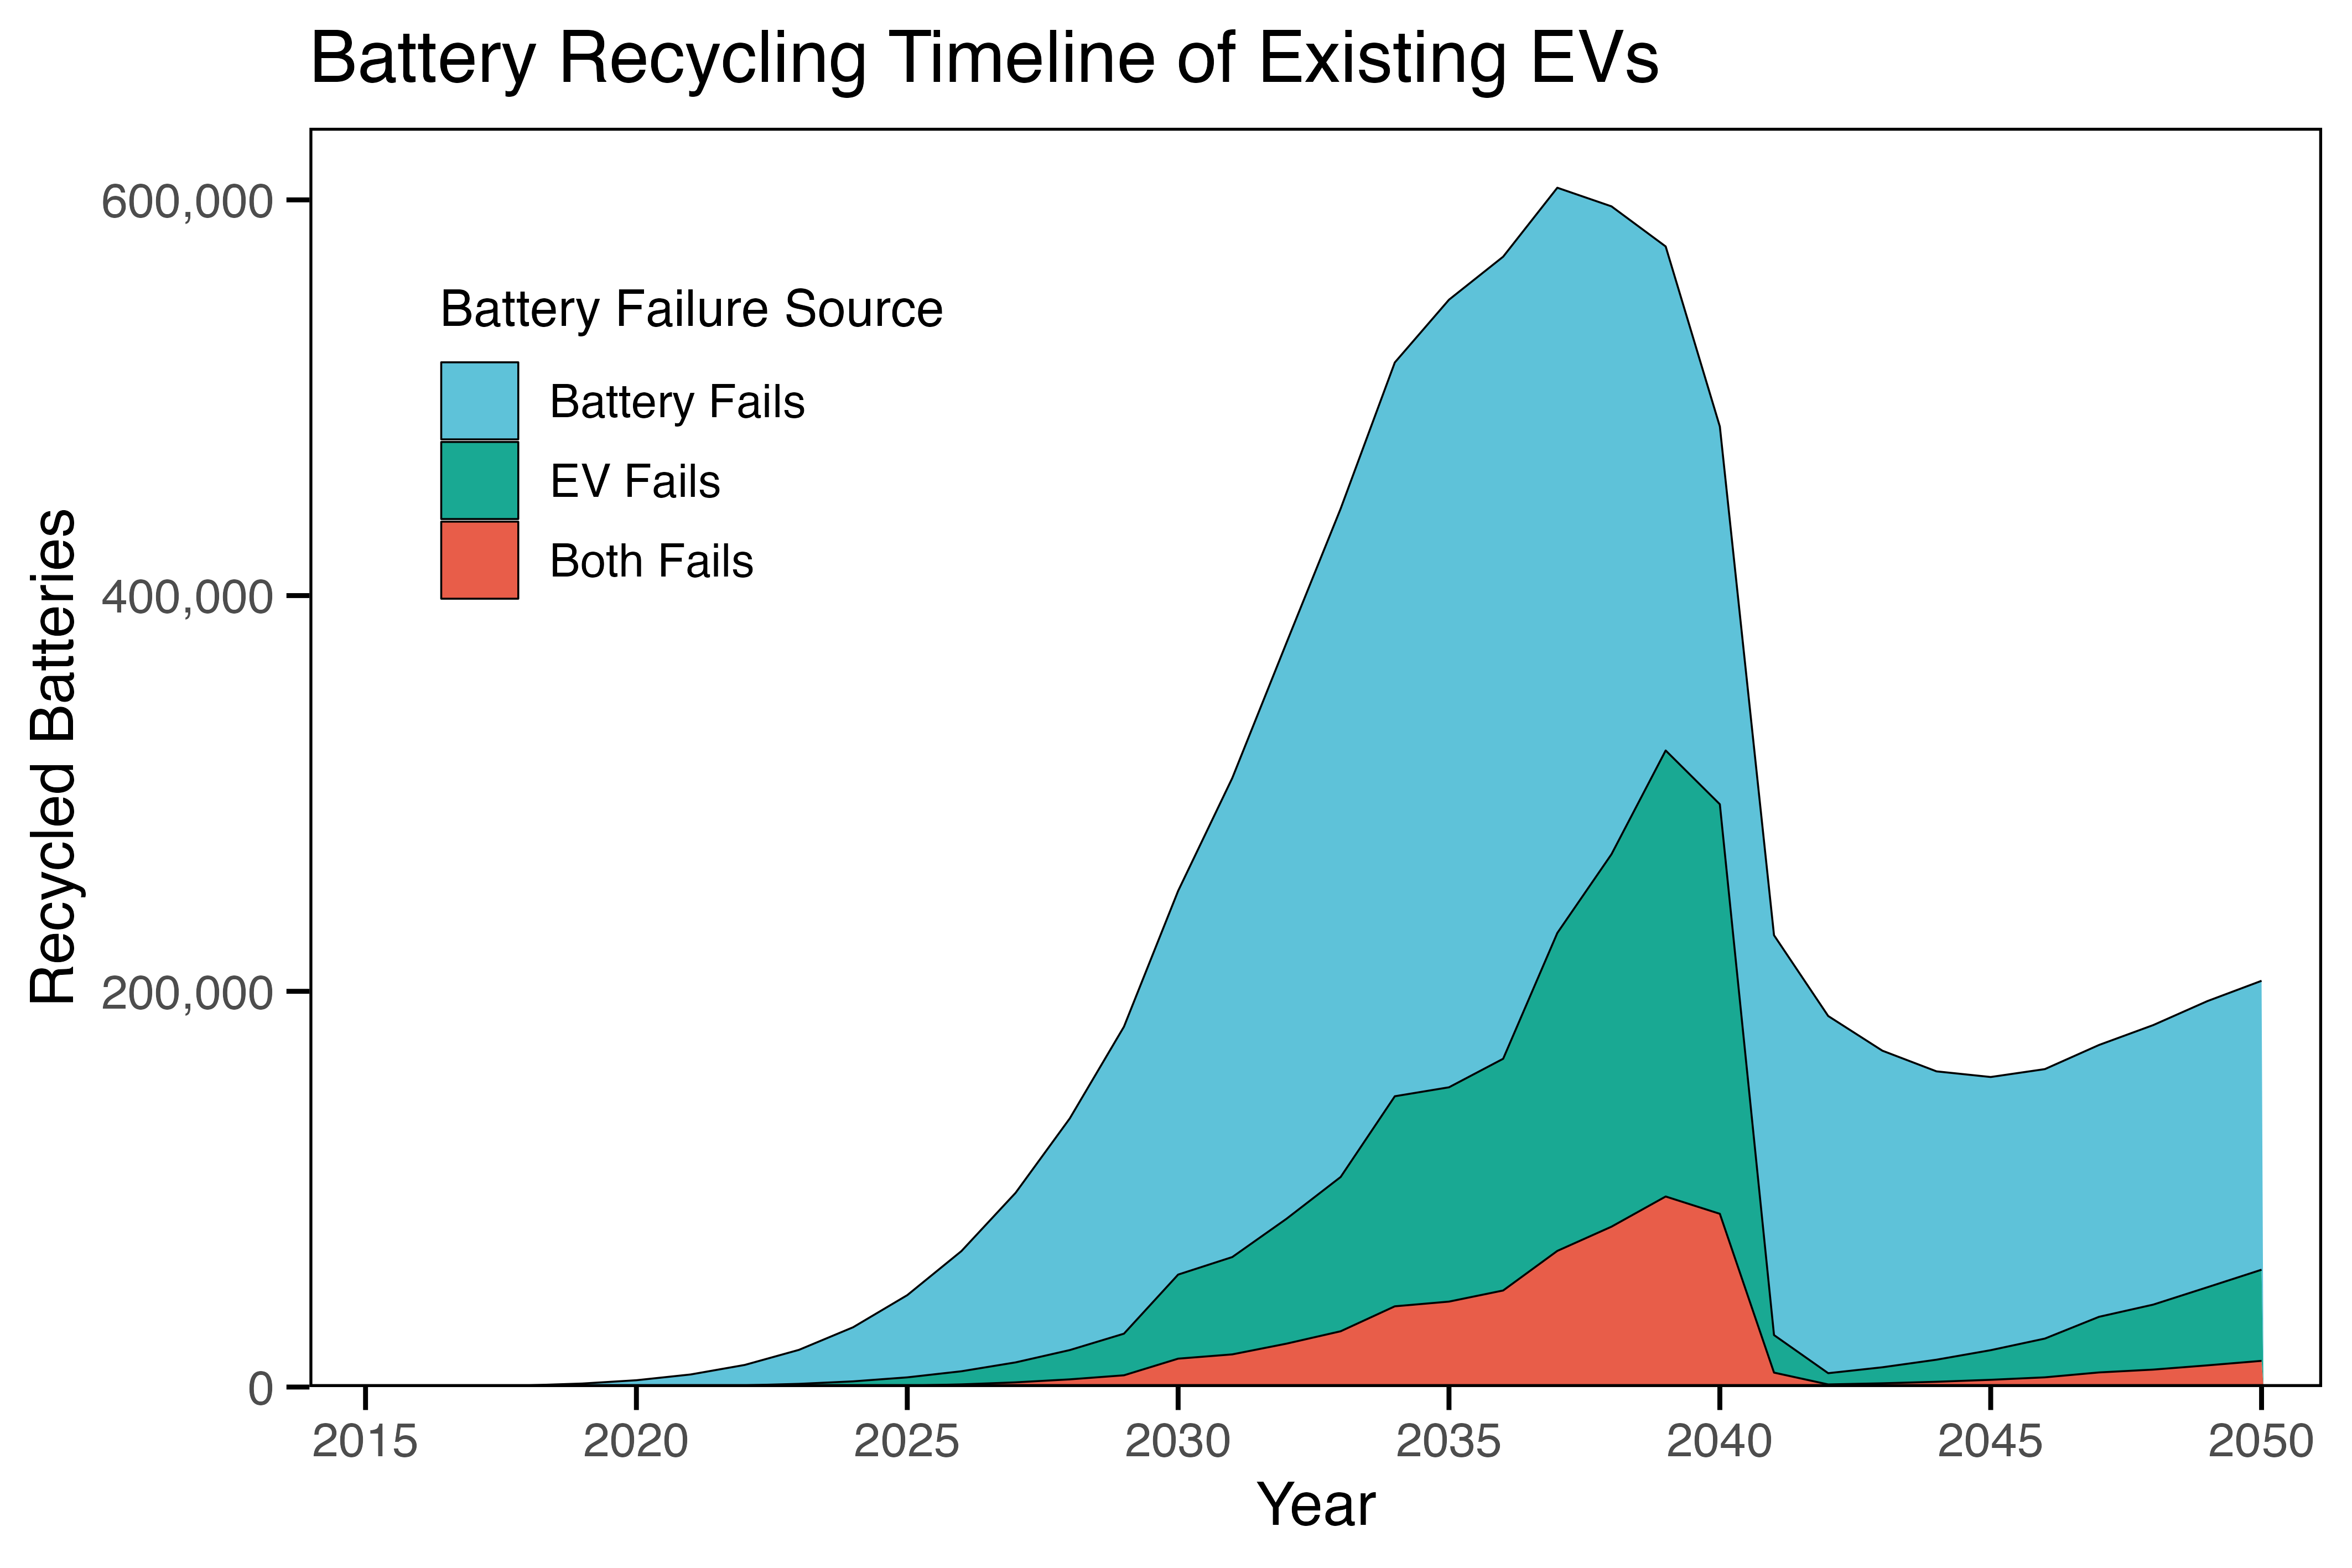 Battery Recycling Timeline of Existing EVs
Recycled Batteries
600,000
400,000
200,000
0
Battery Failure Source
Battery Fails
EV Fails
Both Fails
2015 2020 2025 2030 2035 2040 2045 2050
Year